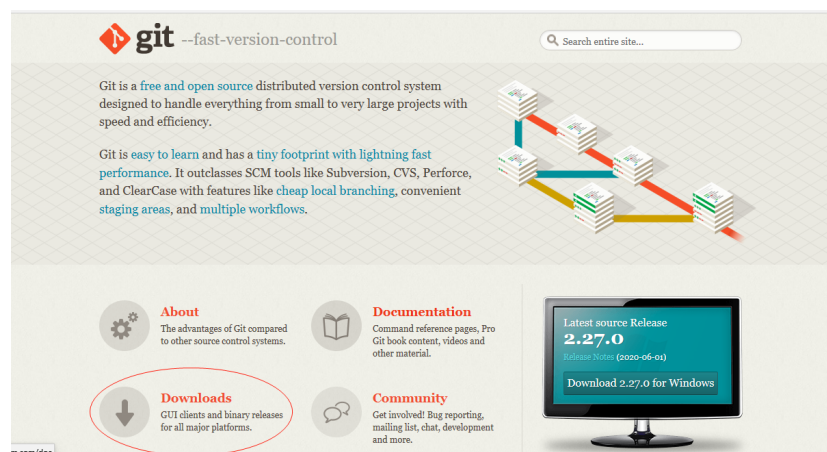 git --fast-version-control
Search entire site...
Git is a free and open source distributed version control system
designed to handle everything from small to very large projects with
speed and efficiency.
Git is easy to learn and has a tiny footprint with lightning fast
performance. It outclasses SCM tools like Subversion, CVS, Perforce,
and ClearCase with features like cheap local branching, convenient
staging areas, and multiple workflows.
About
The advantages of Git compared
to other source control systems.
Documentation
Command reference pages, Pro
Git book content, videos and
other material.
Downloads
GUI clients and binary releases
for all major platforms.
Community
Get involved! Bug reporting,
mailing list, chat, development
and more.
Latest source Release
2.27.0
Release Notes (2020-06-01)
Download 2.27.0 for Windows